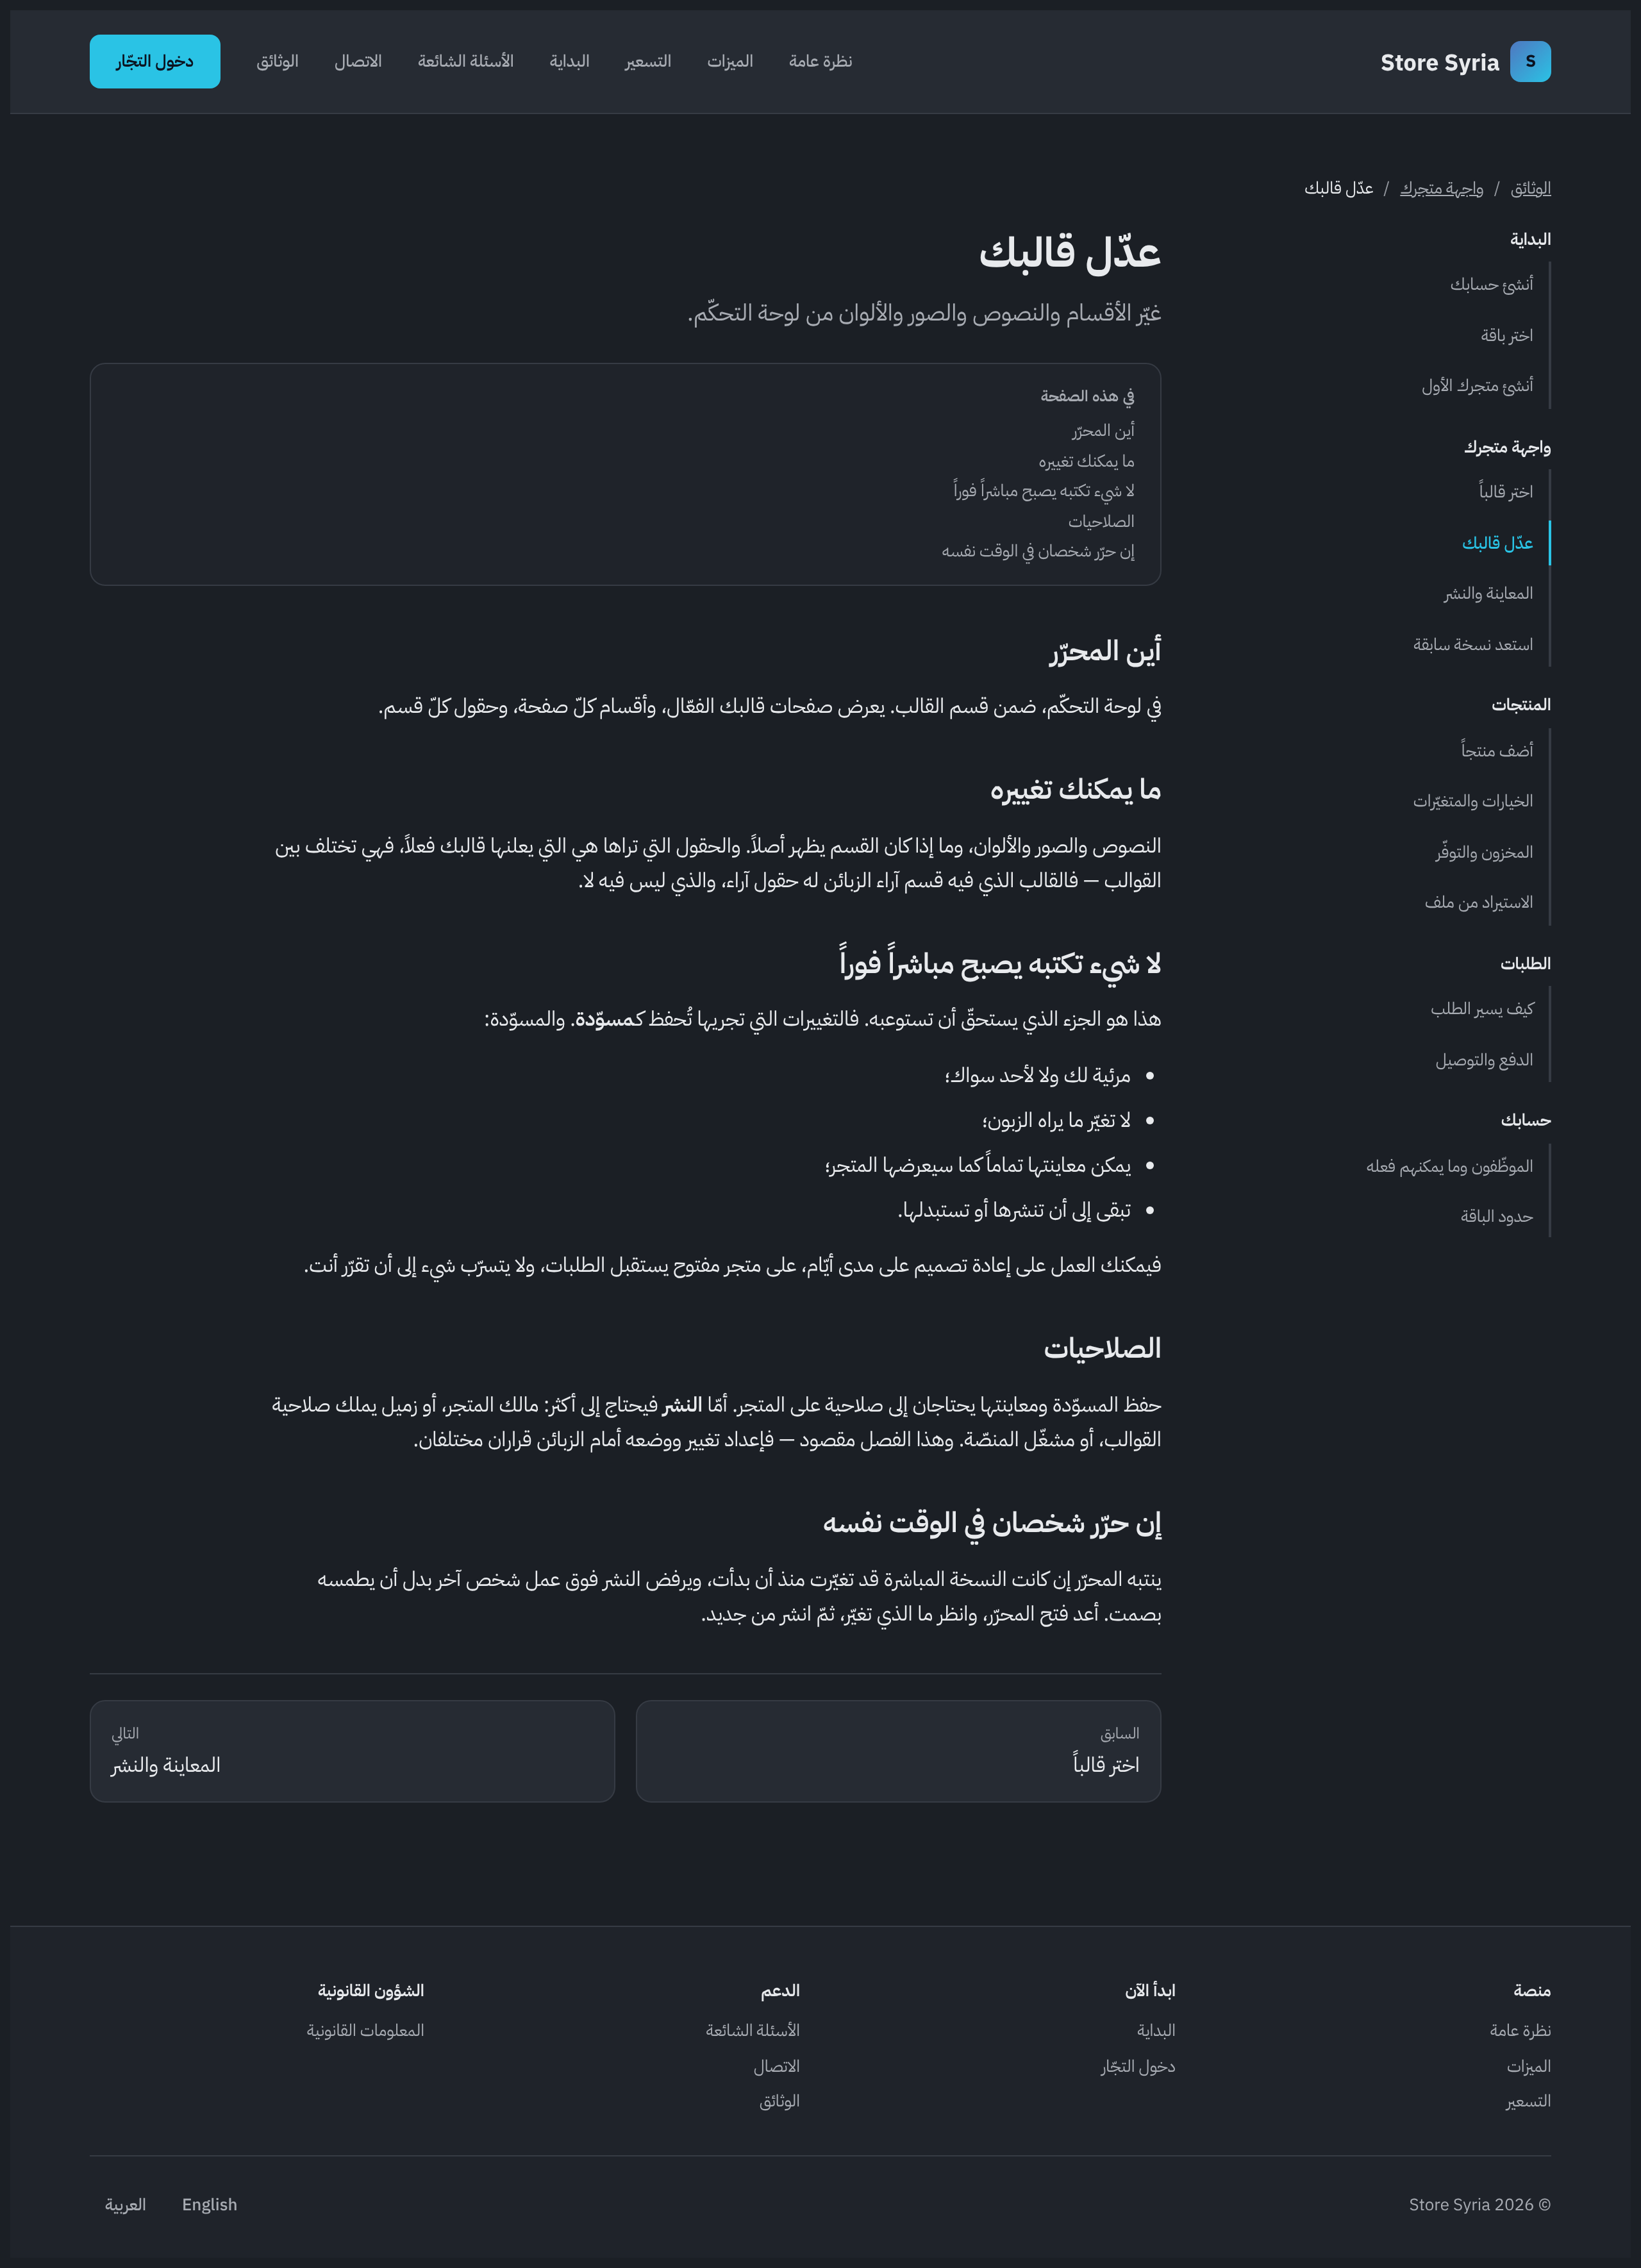 S Store Syria
نظرة عامة
الميزات
التسعير
البداية
الأسئلة الشائعة
الاتصال
الوثائق
دخول التجّار
الوثائق / واجهة متجرك / عدّل قالبك
البداية
أنشئ حسابك
اختر باقة
أنشئ متجرك الأول
واجهة متجرك
اختر قالباً
عدّل قالبك
المعاينة والنشر
استعد نسخة سابقة
المنتجات
أضف منتجاً
الخيارات والمتغيّرات
المخزون والتوفّر
الاستيراد من ملف
الطلبات
كيف يسير الطلب
الدفع والتوصيل
حسابك
الموظّفون وما يمكنهم فعله
حدود الباقة
عدّل قالبك
غيّر الأقسام والنصوص والصور والألوان من لوحة التحكّم.
في هذه الصفحة
أين المحرّر
ما يمكنك تغييره
لا شيء تكتبه يصبح مباشراً فوراً
الصلاحيات
إن حرّر شخصان في الوقت نفسه
أين المحرّر
في لوحة التحكّم، ضمن قسم القالب. يعرض صفحات قالبك الفعّال، وأقسام كلّ صفحة، وحقول كلّ قسم.
ما يمكنك تغييره
النصوص والصور والألوان، وما إذا كان القسم يظهر أصلاً. والحقول التي تراها هي التي يعلنها قالبك فعلاً، فهي تختلف بين
القوالب — فالقالب الذي فيه قسم آراء الزبائن له حقول آراء، والذي ليس فيه لا.
لا شيء تكتبه يصبح مباشراً فوراً
هذا هو الجزء الذي يستحقّ أن تستوعبه. فالتغييرات التي تجريها تُحفظ كـمسوّدة. والمسوّدة:
• مرئية لك ولا لأحد سواك؛
• لا تغيّر ما يراه الزبون؛
• يمكن معاينتها تماماً كما سيعرضها المتجر؛
• تبقى إلى أن تنشرها أو تستبدلها.
فيمكنك العمل على إعادة تصميم على مدى أيّام، على متجر مفتوح يستقبل الطلبات، ولا يتسرّب شيء إلى أن تقرّر أنت.
الصلاحيات
حفظ المسوّدة ومعاينتها يحتاجان إلى صلاحية على المتجر. أمّا النشر فيحتاج إلى أكثر: مالك المتجر، أو زميل يملك صلاحية
القوالب، أو مشغّل المنصّة. وهذا الفصل مقصود — فإعداد تغيير ووضعه أمام الزبائن قراران مختلفان.
إن حرّر شخصان في الوقت نفسه
ينتبه المحرّر إن كانت النسخة المباشرة قد تغيّرت منذ أن بدأت، ويرفض النشر فوق عمل شخص آخر بدل أن يطمسه
بصمت. أعد فتح المحرّر، وانظر ما الذي تغيّر، ثمّ انشر من جديد.
السابق
اختر قالباً
التالي
المعاينة والنشر
منصة
نظرة عامة
الميزات
التسعير
ابدأ الآن
البداية
دخول التجّار
الدعم
الأسئلة الشائعة
الاتصال
الوثائق
الشؤون القانونية
المعلومات القانونية
© 2026 Store Syria
English
العربية